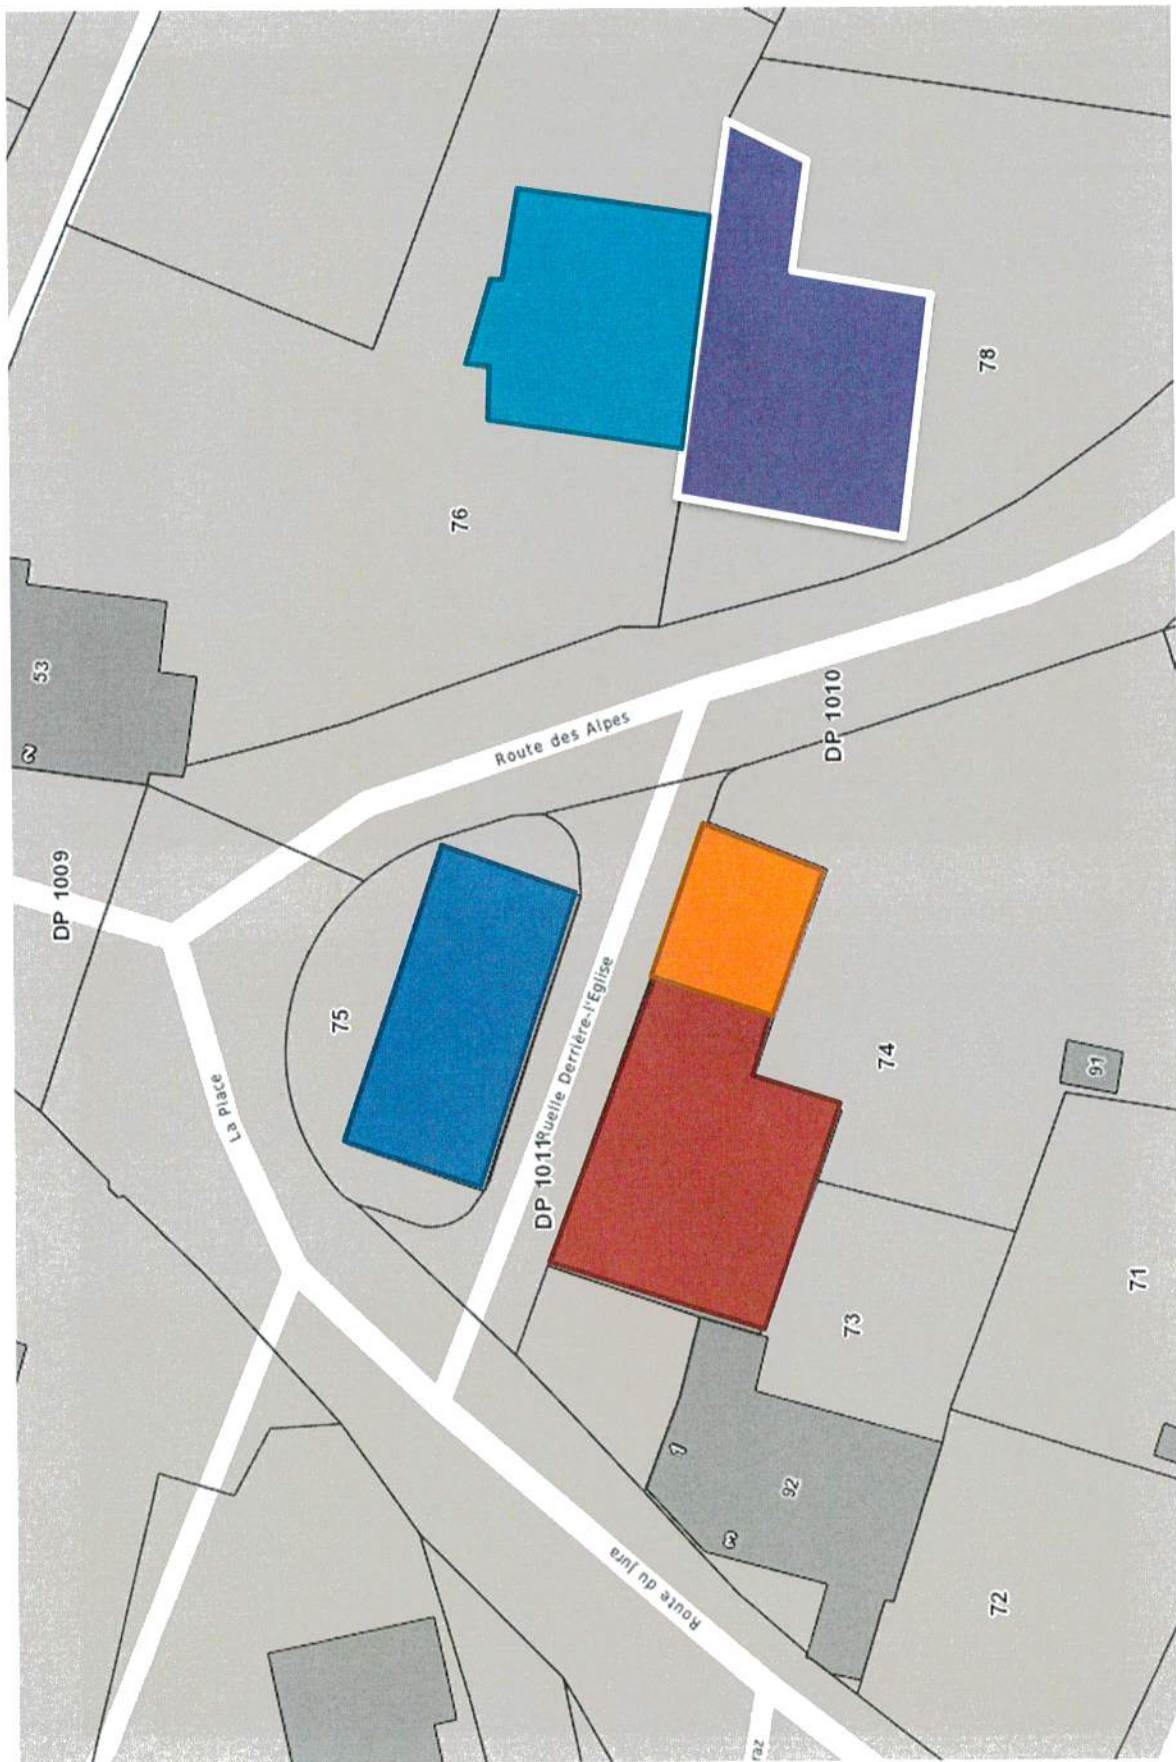 53
2
DP 1009
76
78
Route des Alpes
DP 1010
75
La Place
Ruelle Derrière-l'Eglise
DP 1011
74
91
73
71
1
92
3
Route du Jura
72
raz